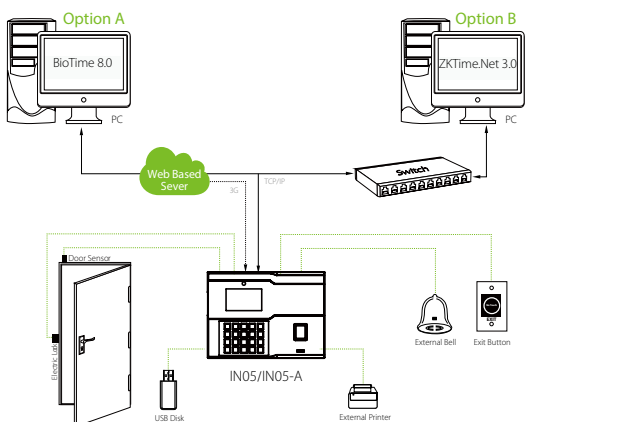 Option A
Option B
BioTime 8.0
ZKTime.Net 3.0
PC
PC
Web Based
Sever
3G
TCP/IP
Switch
Door Sensor
Electric Lock
IN05/IN05-A
External Bell
EXIT
Exit Button
USB Disk
External Printer